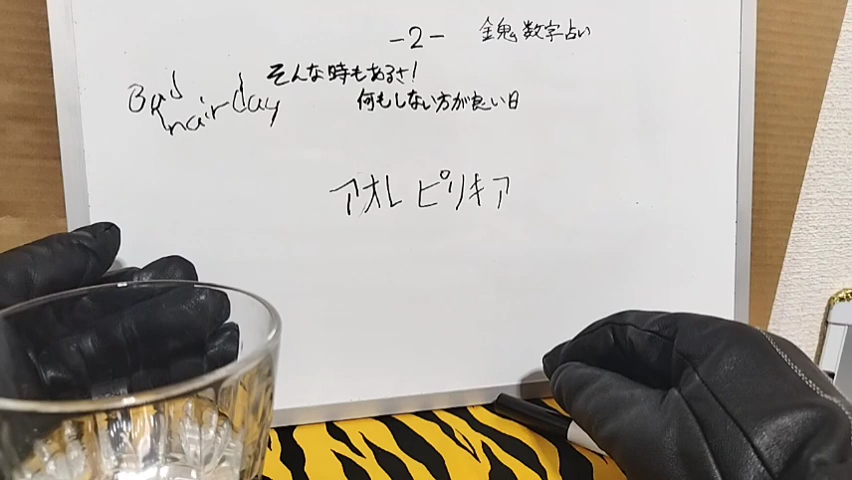 -2-
金鬼数字占い
そんな時もあるさ!
Bad hair day
何もしない方が良い日
アオレ ピリキア